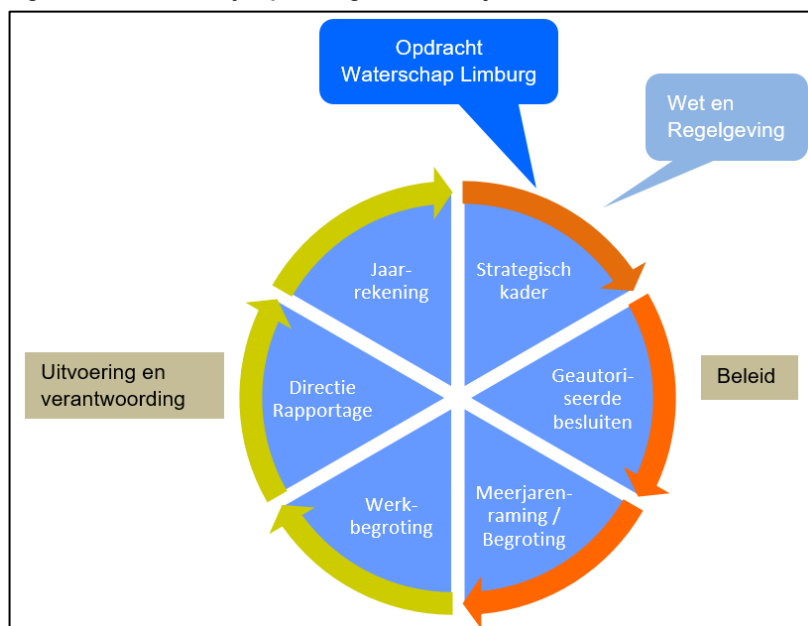 Opdracht
Waterschap Limburg
Wet en
Regelgeving
Jaar-
rekening
Strategisch
kader
Uitvoering en
verantwoording
Directie
Rapportage
Geautori-
seerde
besluiten
Beleid
Werk-
begroting
Meerjaren-
raming /
Begroting